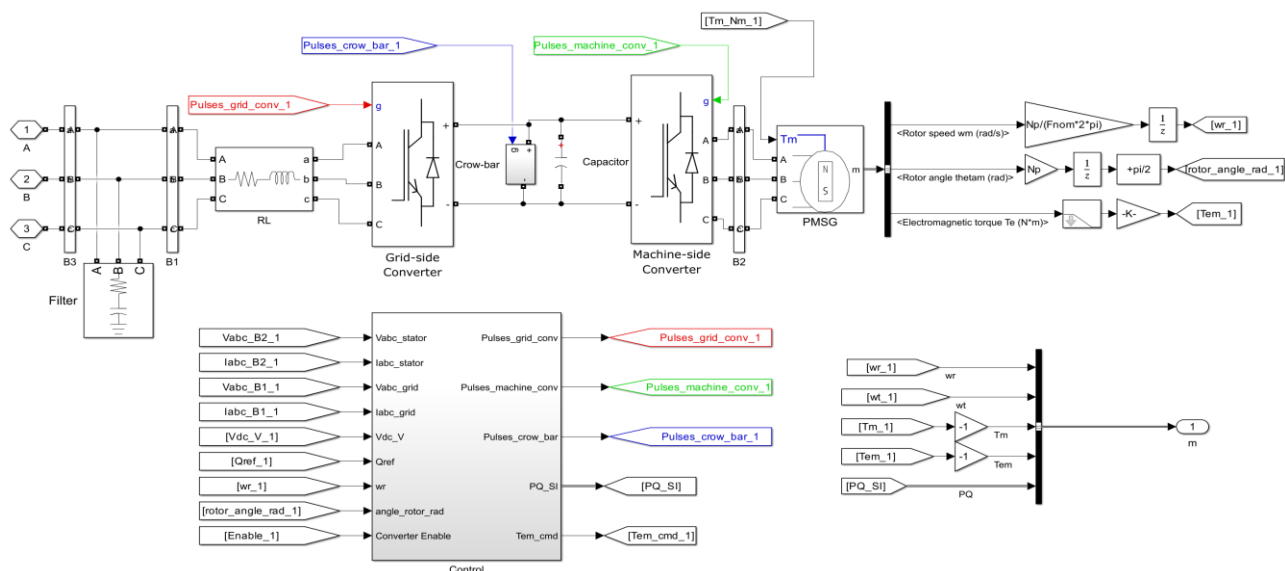 [Tm_Nm_1]
Pulses_crow_bar_1
Pulses_machine_conv_1
Pulses_grid_conv_1
g
g
Tm
1
A
2
B
3
C
A
B
C
A
B
C
A
B
C
a
b
c
RL
B3
B1
A
B
C
Filter
A
B
C
+
-
Grid-side
Converter
Crow-bar
g
+
-
+
Capacitor
+
-
A
B
C
Machine-side
Converter
A
B
C
B2
A
B
C
N
S
m
PMSG
<Rotor speed wm (rad/s)>
Np/(Fnom*2*pi)
1
z
[wr_1]
<Rotor angle thetam (rad)>
Np
1
z
+pi/2
[rotor_angle_rad_1]
<Electromagnetic torque Te (N*m)>
-K-
[Tem_1]
Vabc_B2_1
Iabc_B2_1
Vabc_B1_1
Iabc_B1_1
[Vdc_V_1]
[Qref_1]
[wr_1]
[rotor_angle_rad_1]
[Enable_1]
Vabc_stator
Iabc_stator
Vabc_grid
Iabc_grid
Vdc_V
Qref
wr
angle_rotor_rad
Converter Enable
Pulses_grid_conv
Pulses_machine_conv
Pulses_crow_bar
PQ_SI
Tem_cmd
Control
Pulses_grid_conv_1
Pulses_machine_conv_1
Pulses_crow_bar_1
[PQ_SI]
[Tem_cmd_1]
[wr_1]
wr
[wt_1]
wt
[Tm_1]
-1
Tm
[Tem_1]
-1
Tem
[PQ_SI]
PQ
1
m